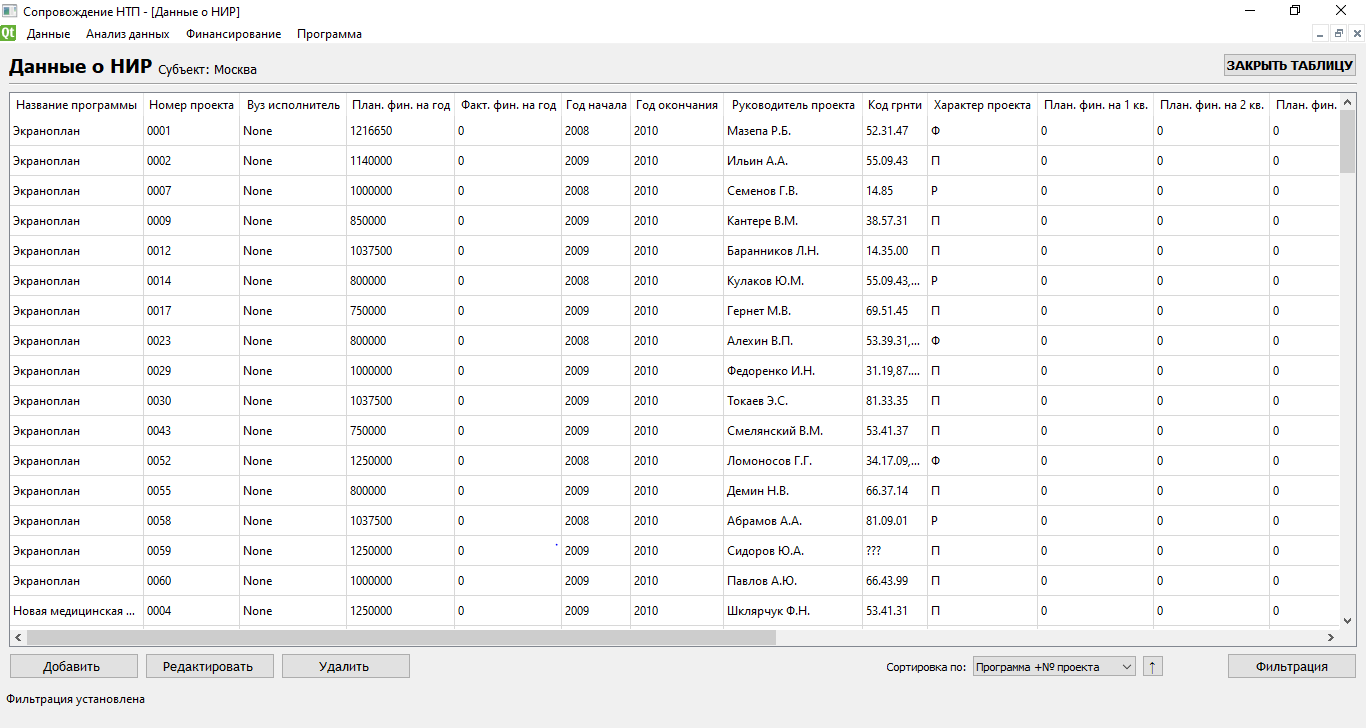 Сопровождение НТП - [Данные о НИР]
Qt Данные Анализ данных Финансирование Программа
Данные о НИР Субъект: Москва ЗАКРЫТЬ ТАБЛИЦУ
Название программы Номер проекта Вуз исполнитель План. фин. на год Факт. фин. на год Год начала Год окончания Руководитель проекта Код грнти Характер проекта План. фин. на 1 кв. План. фин. на 2 кв. План. фин.
Экраноплан 0001 None 1216650 0 2008 2010 Мазепа Р.Б. 52.31.47 Ф 0 0 0
Экраноплан 0002 None 1140000 0 2009 2010 Ильин А.А. 55.09.43 П 0 0 0
Экраноплан 0007 None 1000000 0 2008 2010 Семенов Г.В. 14.85 Р 0 0 0
Экраноплан 0009 None 850000 0 2009 2010 Кантере В.М. 38.57.31 П 0 0 0
Экраноплан 0012 None 1037500 0 2009 2010 Баранников Л.Н. 14.35.00 П 0 0 0
Экраноплан 0014 None 800000 0 2008 2010 Кулаков Ю.М. 55.09.43,... Р 0 0 0
Экраноплан 0017 None 750000 0 2009 2010 Гернет М.В. 69.51.45 П 0 0 0
Экраноплан 0023 None 800000 0 2008 2010 Алехин В.П. 53.39.31,... Ф 0 0 0
Экраноплан 0029 None 1000000 0 2009 2010 Федоренко И.Н. 31.19,87.... П 0 0 0
Экраноплан 0030 None 1037500 0 2009 2010 Токаев Э.С. 81.33.35 П 0 0 0
Экраноплан 0043 None 750000 0 2009 2010 Смелянский В.М. 53.41.37 П 0 0 0
Экраноплан 0052 None 1250000 0 2008 2010 Ломоносов Г.Г. 34.17.09,... Ф 0 0 0
Экраноплан 0055 None 800000 0 2009 2010 Демин Н.В. 66.37.14 П 0 0 0
Экраноплан 0058 None 1037500 0 2008 2010 Абрамов А.А. 81.09.01 Р 0 0 0
Экраноплан 0059 None 1250000 0 2009 2010 Сидоров Ю.А. ??? П 0 0 0
Экраноплан 0060 None 1000000 0 2009 2010 Павлов А.Ю. 66.43.99 П 0 0 0
Новая медицинская ... 0004 None 1250000 0 2009 2010 Шклярчук Ф.Н. 53.41.31 П 0 0 0
Добавить Редактировать Удалить Сортировка по: Программа +№ проекта ↑ Фильтрация
Фильтрация установлена